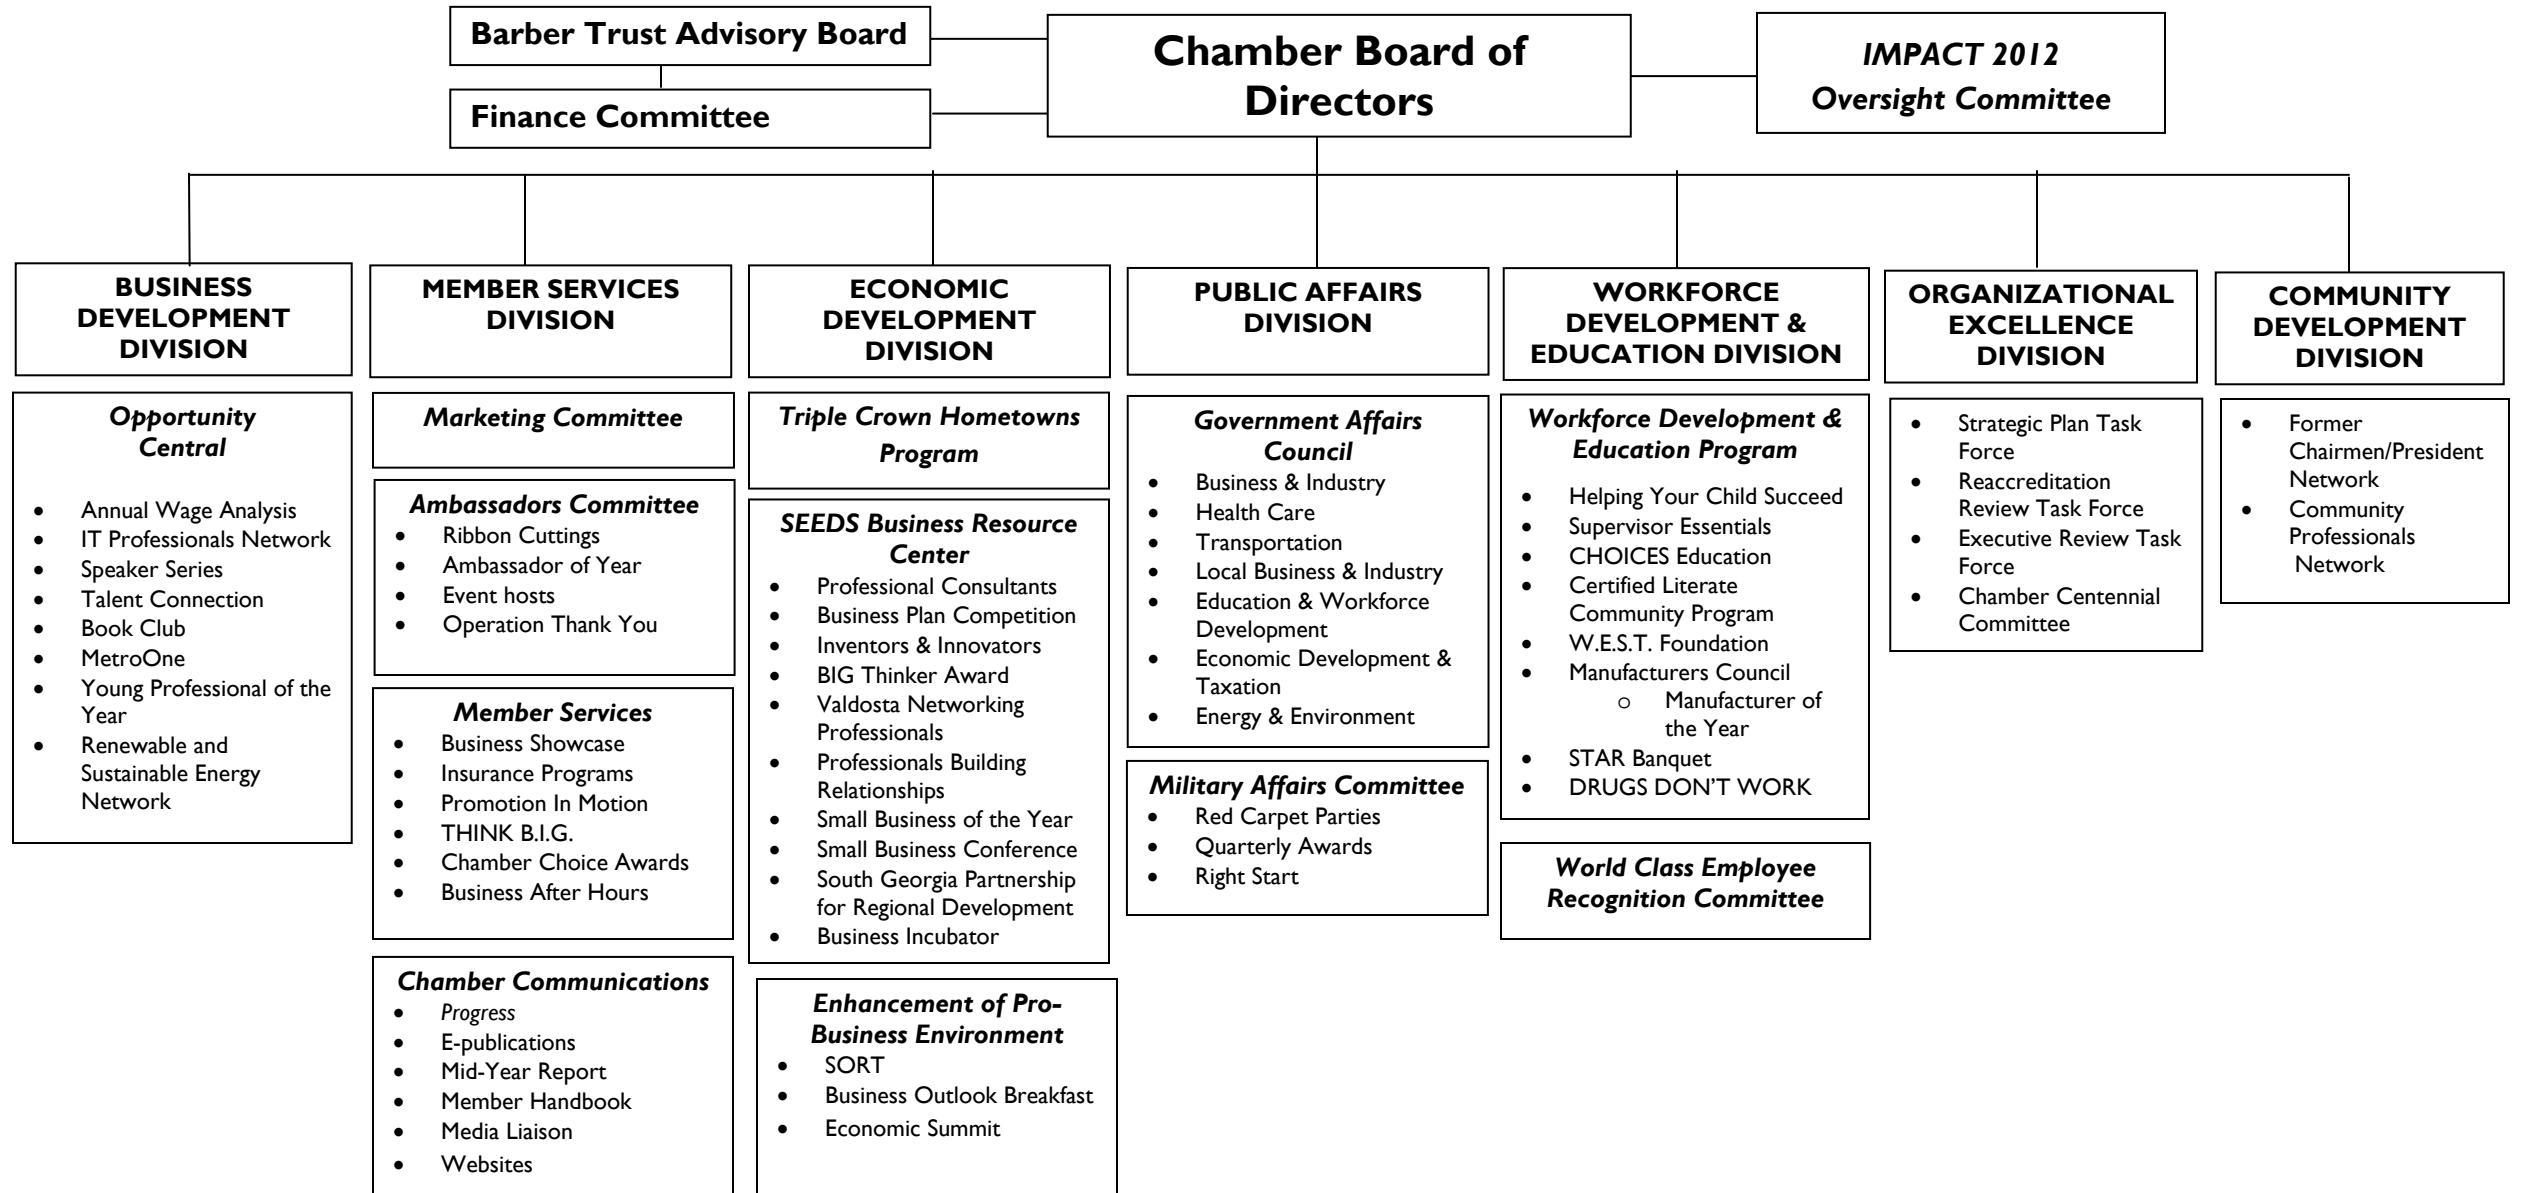 Barber Trust Advisory Board
Finance Committee
Chamber Board of
Directors
IMPACT 2012
Oversight Committee
BUSINESS
DEVELOPMENT
DIVISION
Opportunity
Central
• Annual Wage Analysis
• IT Professionals Network
• Speaker Series
• Talent Connection
• Book Club
• MetroOne
• Young Professional of the
Year
• Renewable and
Sustainable Energy
Network
MEMBER SERVICES
DIVISION
Marketing Committee
Ambassadors Committee
• Ribbon Cuttings
• Ambassador of Year
• Event hosts
• Operation Thank You
Member Services
• Business Showcase
• Insurance Programs
• Promotion In Motion
• THINK B.I.G.
• Chamber Choice Awards
• Business After Hours
Chamber Communications
• Progress
• E-publications
• Mid-Year Report
• Member Handbook
• Media Liaison
• Websites
ECONOMIC
DEVELOPMENT
DIVISION
Triple Crown Hometowns
Program
SEEDS Business Resource
Center
• Professional Consultants
• Business Plan Competition
• Inventors & Innovators
• BIG Thinker Award
• Valdosta Networking
Professionals
• Professionals Building
Relationships
• Small Business of the Year
• Small Business Conference
• South Georgia Partnership
for Regional Development
• Business Incubator
Enhancement of Pro-
Business Environment
• SORT
• Business Outlook Breakfast
• Economic Summit
PUBLIC AFFAIRS
DIVISION
Government Affairs
Council
• Business & Industry
• Health Care
• Transportation
• Local Business & Industry
• Education & Workforce
Development
• Economic Development &
Taxation
• Energy & Environment
Military Affairs Committee
• Red Carpet Parties
• Quarterly Awards
• Right Start
WORKFORCE
DEVELOPMENT &
EDUCATION DIVISION
Workforce Development &
Education Program
• Helping Your Child Succeed
• Supervisor Essentials
• CHOICES Education
• Certified Literate
Community Program
• W.E.S.T. Foundation
• Manufacturers Council
o Manufacturer of
the Year
• STAR Banquet
• DRUGS DON'T WORK
World Class Employee
Recognition Committee
ORGANIZATIONAL
EXCELLENCE
DIVISION
• Strategic Plan Task
Force
• Reaccreditation
Review Task Force
• Executive Review Task
Force
• Chamber Centennial
Committee
COMMUNITY
DEVELOPMENT
DIVISION
• Former
Chairmen/President
Network
• Community
Professionals
Network